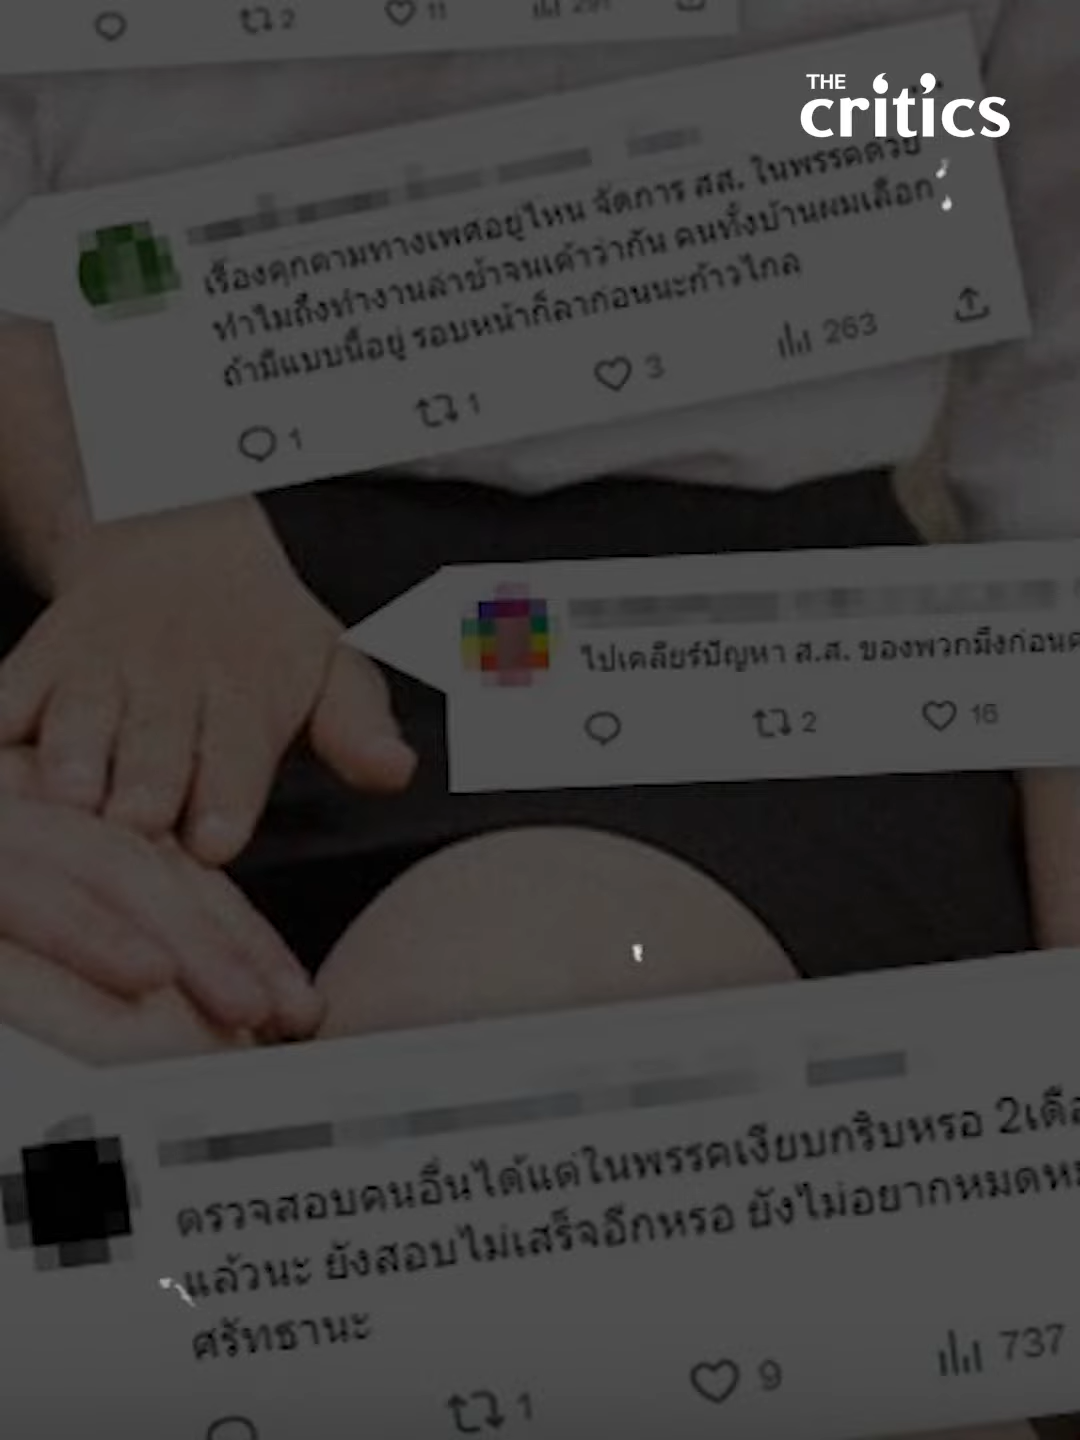 2 11 291
THE
critics
เรื่องคุกคามทางเพศอยู่ไหน จัดการ สส. ในพรรคด้วย
ทำไมถึงทำงานล่าช้าจนเค้าว่ากัน คนทั้งบ้านผมเลือก
ถ้ามีแบบนี้อยู่ รอบหน้าก็ลาก่อนนะก้าวไกล
1 1 3 263
ไปเคลียร์ปัญหา ส.ส. ของพวกมึงก่อน
2 16
ตรวจสอบคนอื่นได้แต่ในพรรคเงียบกริบหรอ 2เดือ
แล้วนะ ยังสอบไม่เสร็จอีกหรอ ยังไม่อยากหมดห
ศรัทธานะ
1 9 737